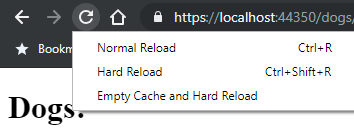 https://localhost:44350/dogs/
Bookm
Normal Reload Ctrl+R
Hard Reload Ctrl+Shift+R
Empty Cache and Hard Reload
Dogs.